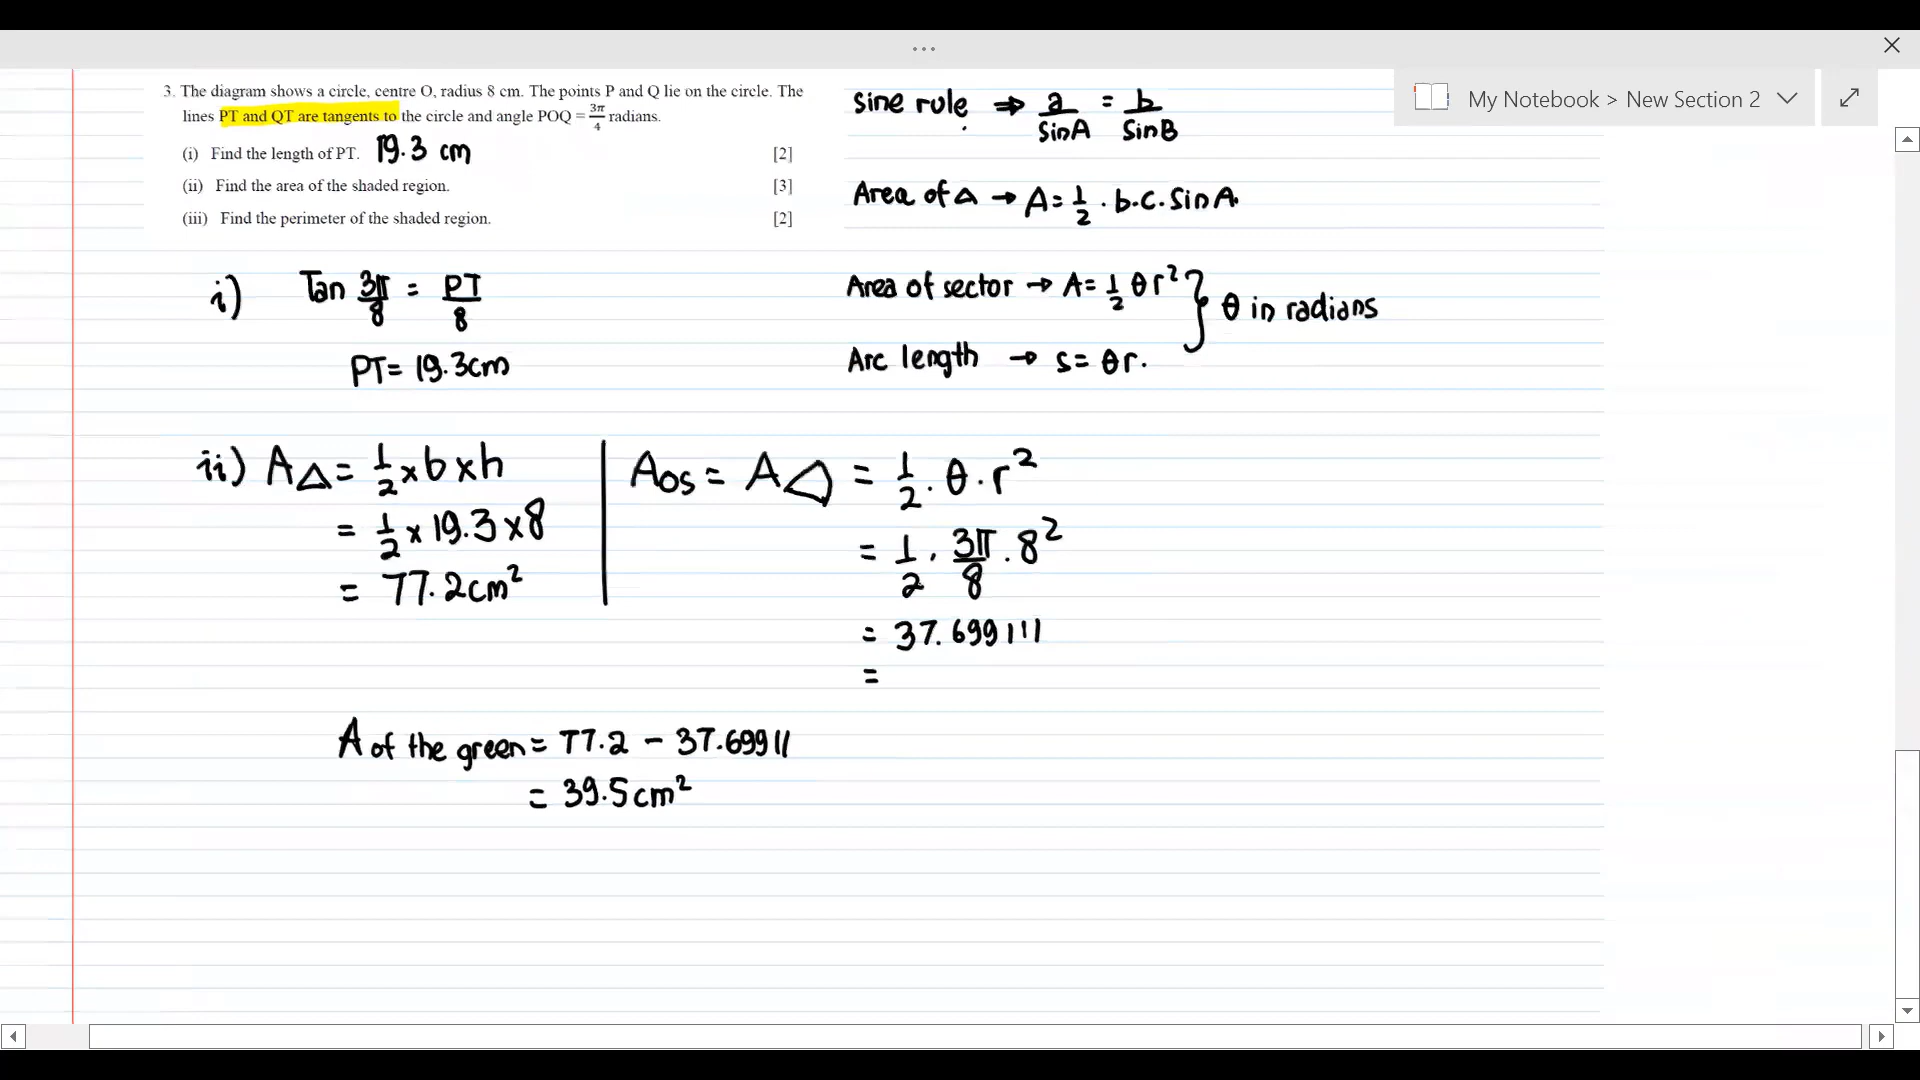 My Notebook > New Section 2
3. The diagram shows a circle, centre O, radius 8 cm. The points P and Q lie on the circle. The
lines PT and QT are tangents to the circle and angle POQ = 3π/4 radians.
(i) Find the length of PT. 19.3 cm [2]
(ii) Find the area of the shaded region. [3]
(iii) Find the perimeter of the shaded region. [2]
sine rule ⇒ a/sinA = b/sinB
Area of △ → A = 1/2 · b.c. sin A.
Area of sector → A = 1/2 θ r² } θ in radians
Arc length → s = θr.
i) Tan 3π/8 = PT/8
PT = 19.3cm
ii) A△ = 1/2 × b × h
= 1/2 × 19.3 × 8
= 77.2cm²
AOS = A = 1/2 · θ · r²
= 1/2 · 3π/8 · 8²
= 37.699111
=
A of the green = 77.2 − 37.69911
= 39.5cm²